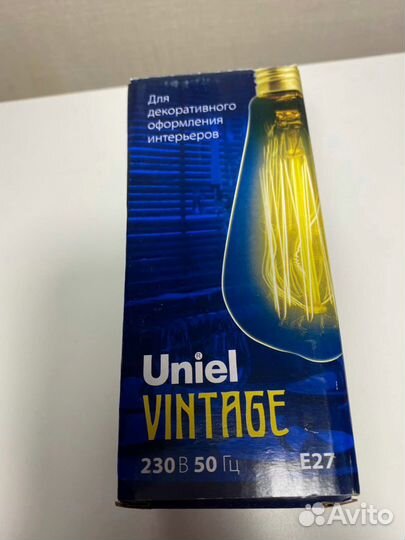 Для
декоративного
оформления
интерьеров
Uniel®
VINTAGE
230 В 50 Гц E27
Avito